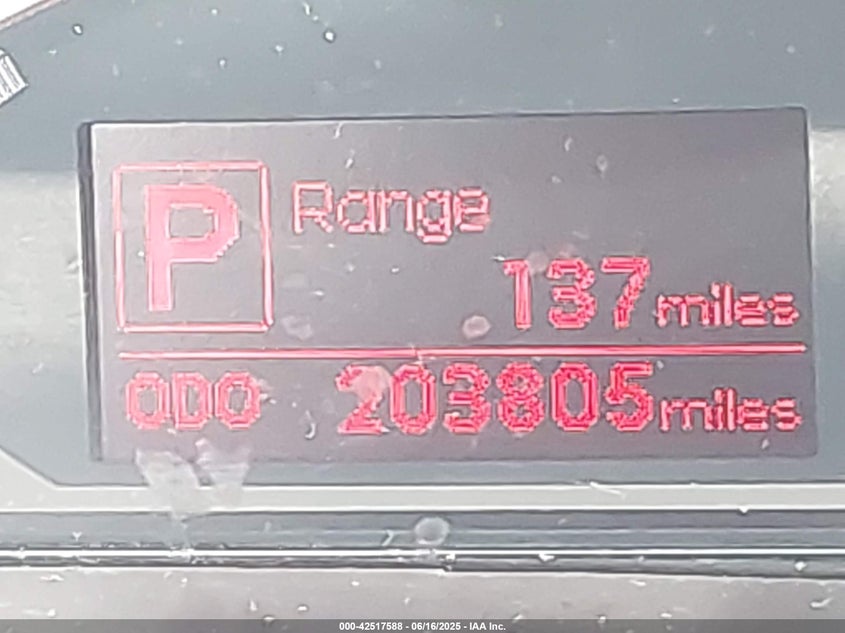 P
Range
137 miles
ODO 203805 miles
000-42517588 - 06/16/2025 - IAA Inc.